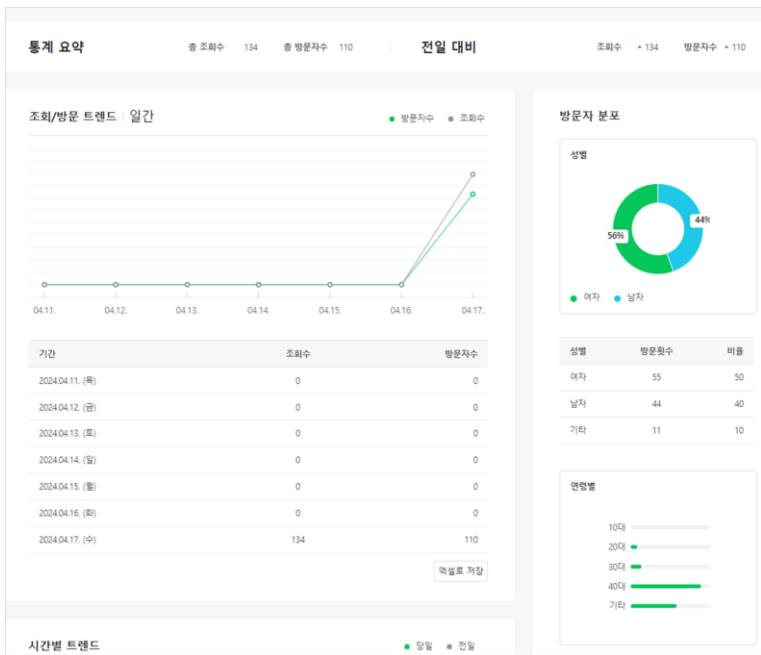 통계 요약 총 조회수 134 총 방문자수 110 전일 대비 조회수 134 방문자수 110
조회/방문 트렌드 일간
방문자수 조회수
04.11. 04.12. 04.13. 04.14. 04.15. 04.16. 04.17.
기간 조회수 방문자수
2024.04.11. (목) 0 0
2024.04.12. (금) 0 0
2024.04.13. (토) 0 0
2024.04.14. (일) 0 0
2024.04.15. (월) 0 0
2024.04.16. (화) 0 0
2024.04.17. (수) 134 110
엑셀로 저장
시간별 트렌드
당일 전일
방문자 분포
성별
44%
56%
여자 남자
성별 방문횟수 비율
여자 55 50
남자 44 40
기타 11 10
연령별
10대
20대
30대
40대
기타